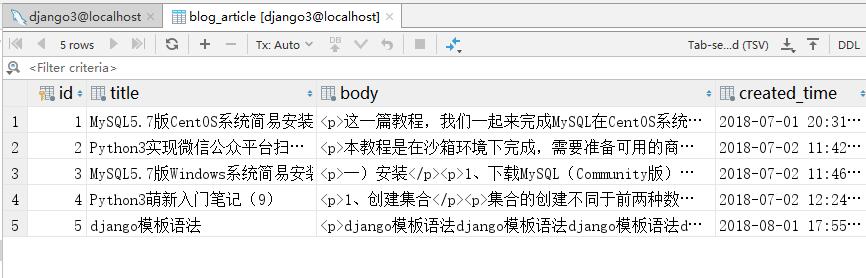 django3@localhost
blog_article [django3@localhost]
5 rows
Tx: Auto
DB
Tab-se...d (TSV)
DDL
<Filter criteria>
id title body created_time
1 1 MySQL5.7版CentOS系统简易安装 <p>这一篇教程，我们一起来完成MySQL在CentOS系统… 2018-07-01 20:31…
2 2 Python3实现微信公众平台扫… <p>本教程是在沙箱环境下完成，需要准备可用的商… 2018-07-02 11:42…
3 3 MySQL5.7版Windows系统简易安装 <p>一）安装</p><p>1、下载MySQL（Community版）… 2018-07-02 11:46…
4 4 Python3萌新入门笔记（9） <p>1、创建集合</p><p>集合的创建不同于前两种数… 2018-07-02 12:24…
5 5 django模板语法 <p>django模板语法django模板语法django模板语法d… 2018-08-01 17:55…